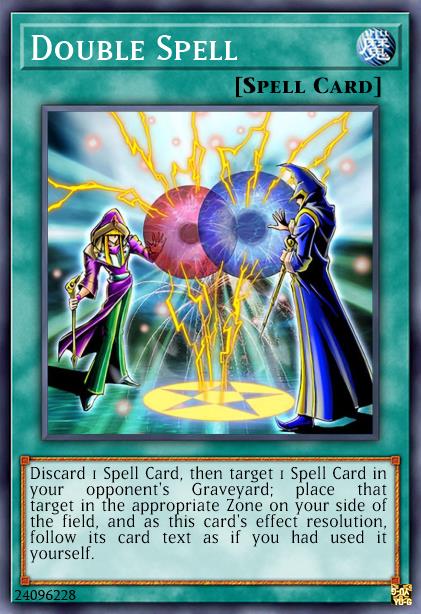 DOUBLE SPELL
魔
[SPELL CARD]
Discard 1 Spell Card, then target 1 Spell Card in
your opponent's Graveyard; place that
target in the appropriate Zone on your side of
the field, and as this card's effect resolution,
follow its card text as if you had used it
yourself.
24096228